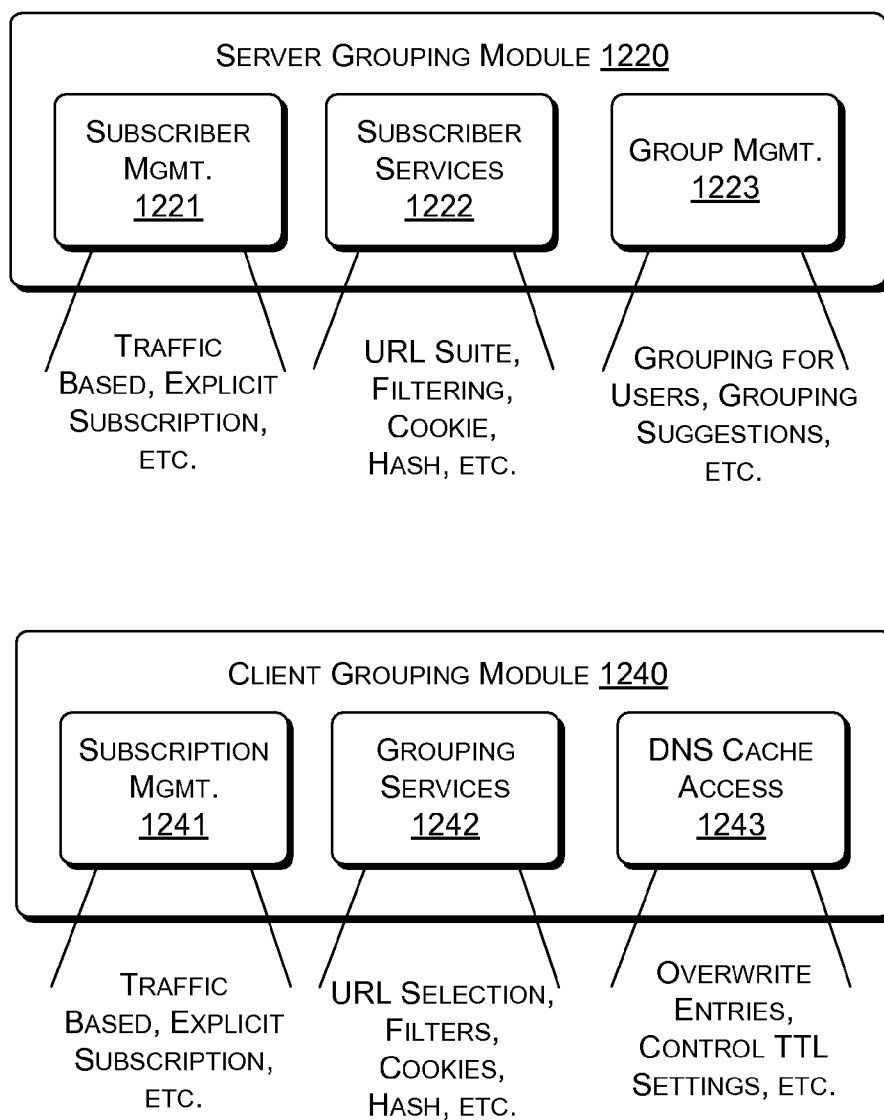 SERVER GROUPING MODULE 1220
SUBSCRIBER
MGMT.
1221
SUBSCRIBER
SERVICES
1222
GROUP MGMT.
1223
TRAFFIC
BASED, EXPLICIT
SUBSCRIPTION,
ETC.
URL SUITE,
FILTERING,
COOKIE,
HASH, ETC.
GROUPING FOR
USERS, GROUPING
SUGGESTIONS,
ETC.
CLIENT GROUPING MODULE 1240
SUBSCRIPTION
MGMT.
1241
GROUPING
SERVICES
1242
DNS CACHE
ACCESS
1243
TRAFFIC
BASED, EXPLICIT
SUBSCRIPTION,
ETC.
URL SELECTION,
FILTERS,
COOKIES,
HASH, ETC.
OVERWRITE
ENTRIES,
CONTROL TTL
SETTINGS, ETC.